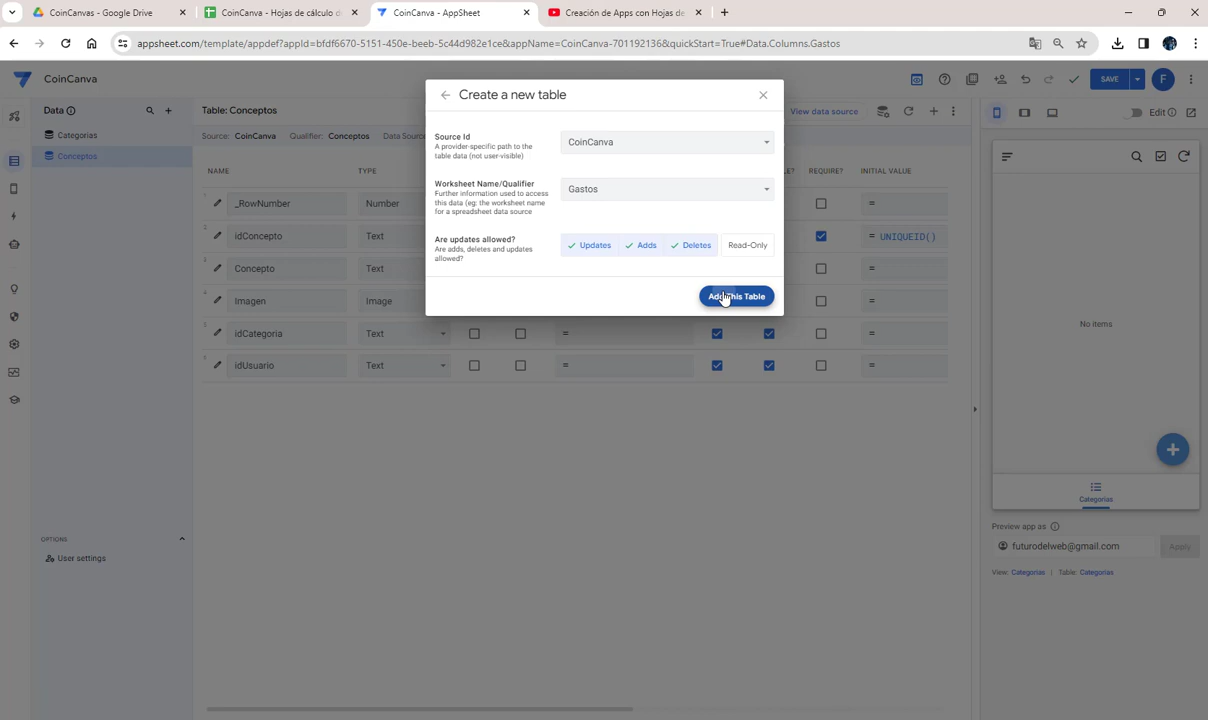 CoinCanvas - Google Drive
CoinCanva - Hojas de cálculo d
CoinCanva - AppSheet
Creación de Apps con Hojas de
appsheet.com/template/appdef?appId=bfdf6670-5151-450e-beeb-5c44d982e1ce&appName=CoinCanva-701192136&quickStart=True#Data.Columns.Gastos
CoinCanva
SAVE
F
Data
Categorias
Conceptos
OPTIONS
User settings
Table: Conceptos
View data source
Source: CoinCanva Qualifier: Conceptos Data Source
NAME TYPE REQUIRE? INITIAL VALUE
_RowNumber Number =
idConcepto Text = UNIQUEID()
Concepto Text =
Imagen Image =
5 idCategoria Text = =
6 idUsuario Text = =
Create a new table
Source Id
A provider-specific path to the
table data (not user-visible)
CoinCanva
Worksheet Name/Qualifier
Further information used to access
this data (eg: the worksheet name
for a spreadsheet data source
Gastos
Are updates allowed?
Are adds, deletes and updates
allowed?
Updates Adds Deletes Read-Only
Add This Table
Edit
No items
Categorias
Preview app as
futurodelweb@gmail.com
Apply
View: Categorias | Table: Categorias